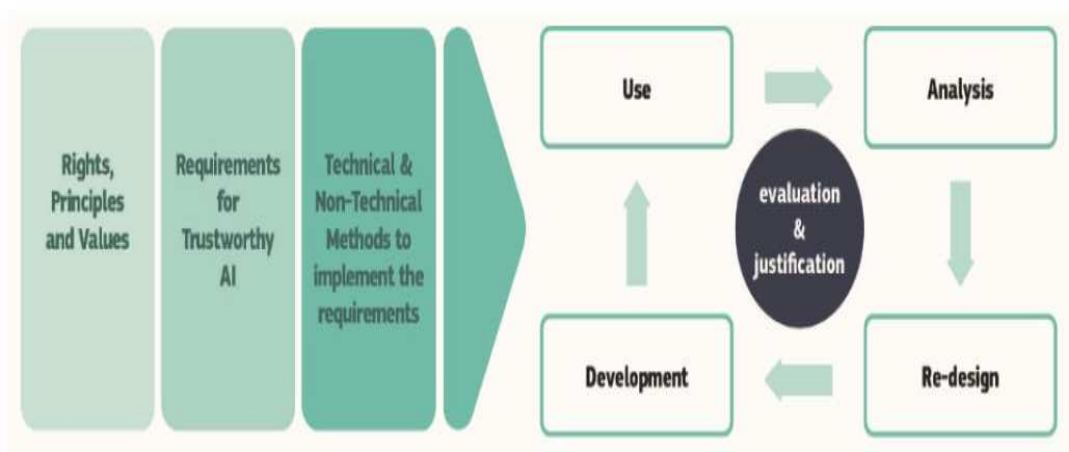 Rights,
Principles
and Values
Requirements
for
Trustworthy
AI
Technical &
Non-Technical
Methods to
implement the
requirements
Use
Analysis
evaluation
&
justification
Development
Re-design